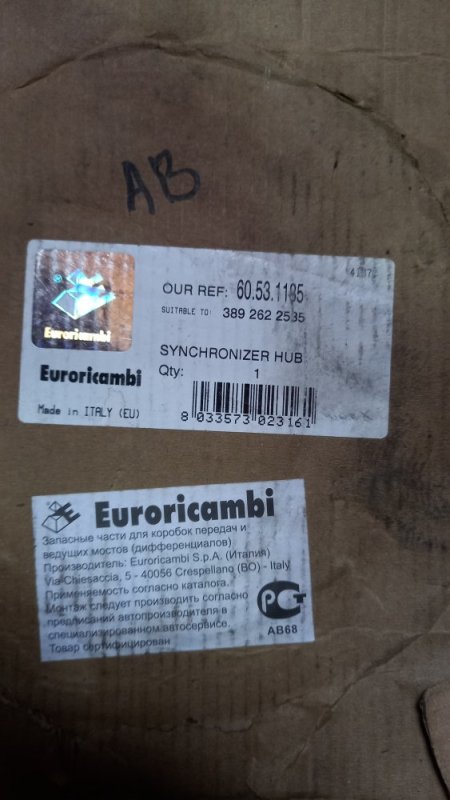 AB
4117
OUR REF: 60.53.1195
SUITABLE TO: 389 262 2535
Euroricambi
SYNCHRONIZER HUB
Euroricambi
Qty: 1
Made in ITALY (EU)
8 033573 023161
Euroricambi
Запасные части для коробок передач и
ведущих мостов (дифференциалов)
Производитель: Euroricambi S.p.A. (Италия)
Via Chiesaccia, 5 - 40056 Crespellano (BO) - Italy
Применяемость согласно каталога.
Монтаж следует производить согласно
предписаний автопроизводителя в
специализированном автосервисе.
Товар сертифицирован
РСТ
АВ68